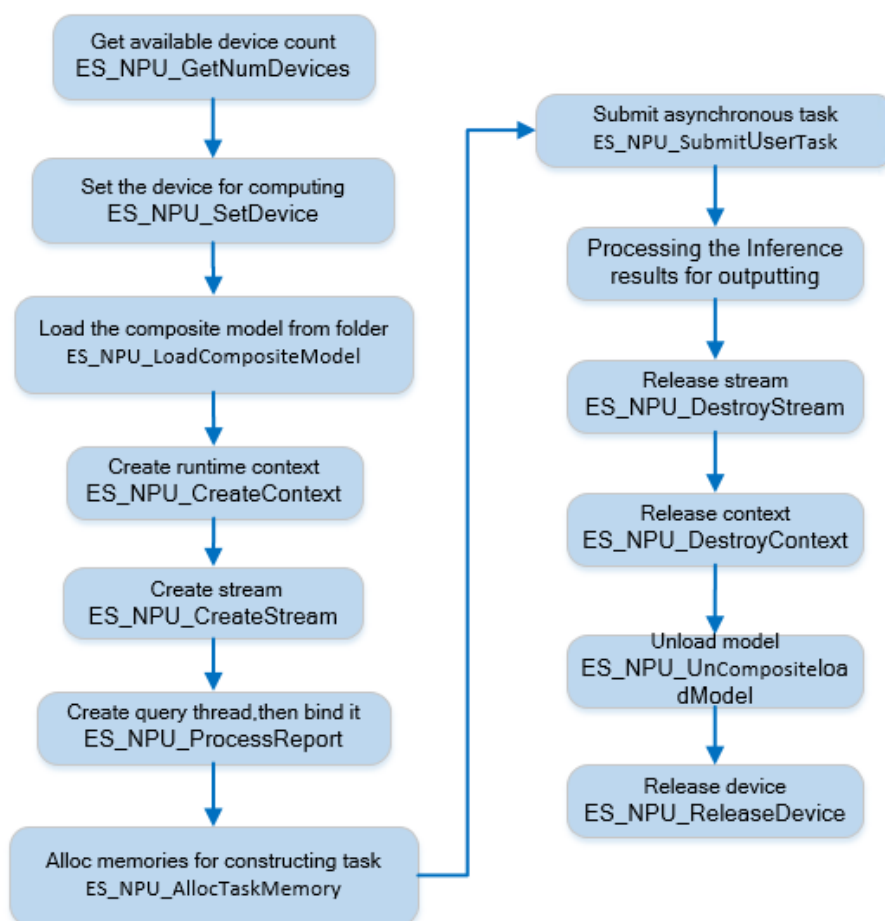 Get available device count
ES_NPU_GetNumDevices
Set the device for computing
ES_NPU_SetDevice
Load the composite model from folder
ES_NPU_LoadCompositeModel
Create runtime context
ES_NPU_CreateContext
Create stream
ES_NPU_CreateStream
Create query thread,then bind it
ES_NPU_ProcessReport
Alloc memories for constructing task
ES_NPU_AllocTaskMemory
Submit asynchronous task
ES_NPU_SubmitUserTask
Processing the Inference
results for outputting
Release stream
ES_NPU_DestroyStream
Release context
ES_NPU_DestroyContext
Unload model
ES_NPU_UnCompositeloa
dModel
Release device
ES_NPU_ReleaseDevice